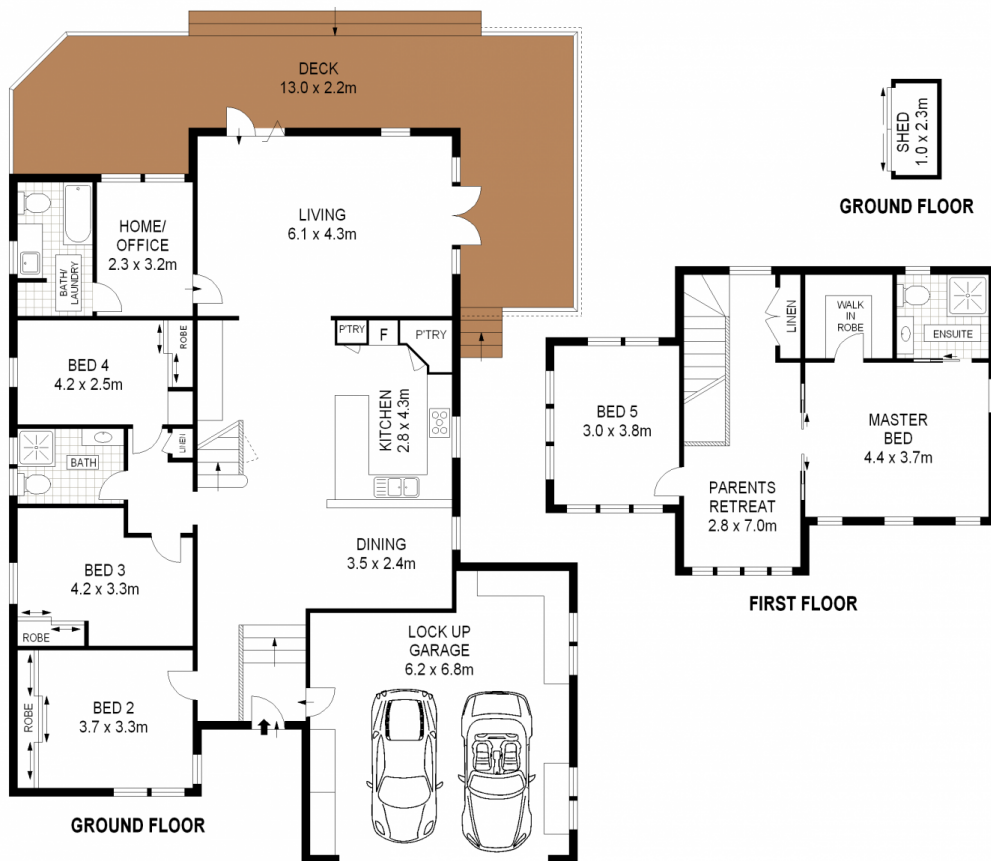 DECK
13.0 x 2.2m
SHED
1.0 x 2.3m
GROUND FLOOR
LIVING
6.1 x 4.3m
HOME/
OFFICE
2.3 x 3.2m
BATH/
LAUNDRY
BED 4
4.2 x 2.5m
ROBE
P'TRY
F
P'TRY
KITCHEN
2.8 x 4.3m
LINEN
BATH
DINING
3.5 x 2.4m
BED 3
4.2 x 3.3m
ROBE
BED 2
3.7 x 3.3m
ROBE
LOCK UP
GARAGE
6.2 x 6.8m
GROUND FLOOR
LINEN
WALK
IN
ROBE
ENSUITE
BED 5
3.0 x 3.8m
MASTER
BED
4.4 x 3.7m
PARENTS
RETREAT
2.8 x 7.0m
FIRST FLOOR